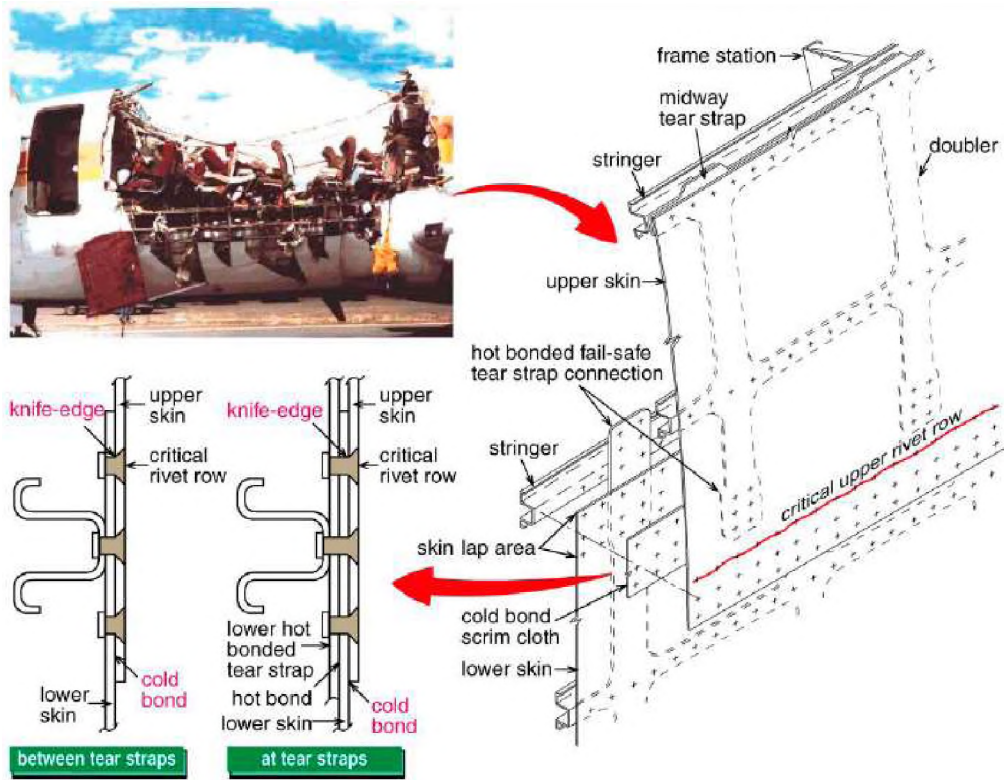 frame station
midway
tear strap
stringer
doubler
upper skin
hot bonded fail-safe
tear strap connection
stringer
critical upper rivet row
skin lap area
cold bond
scrim cloth
lower skin
knife-edge
upper
skin
critical
rivet row
lower
skin
cold
bond
between tear straps
knife-edge
upper
skin
critical
rivet row
lower hot
bonded
tear strap
hot bond
lower skin
cold
bond
at tear straps